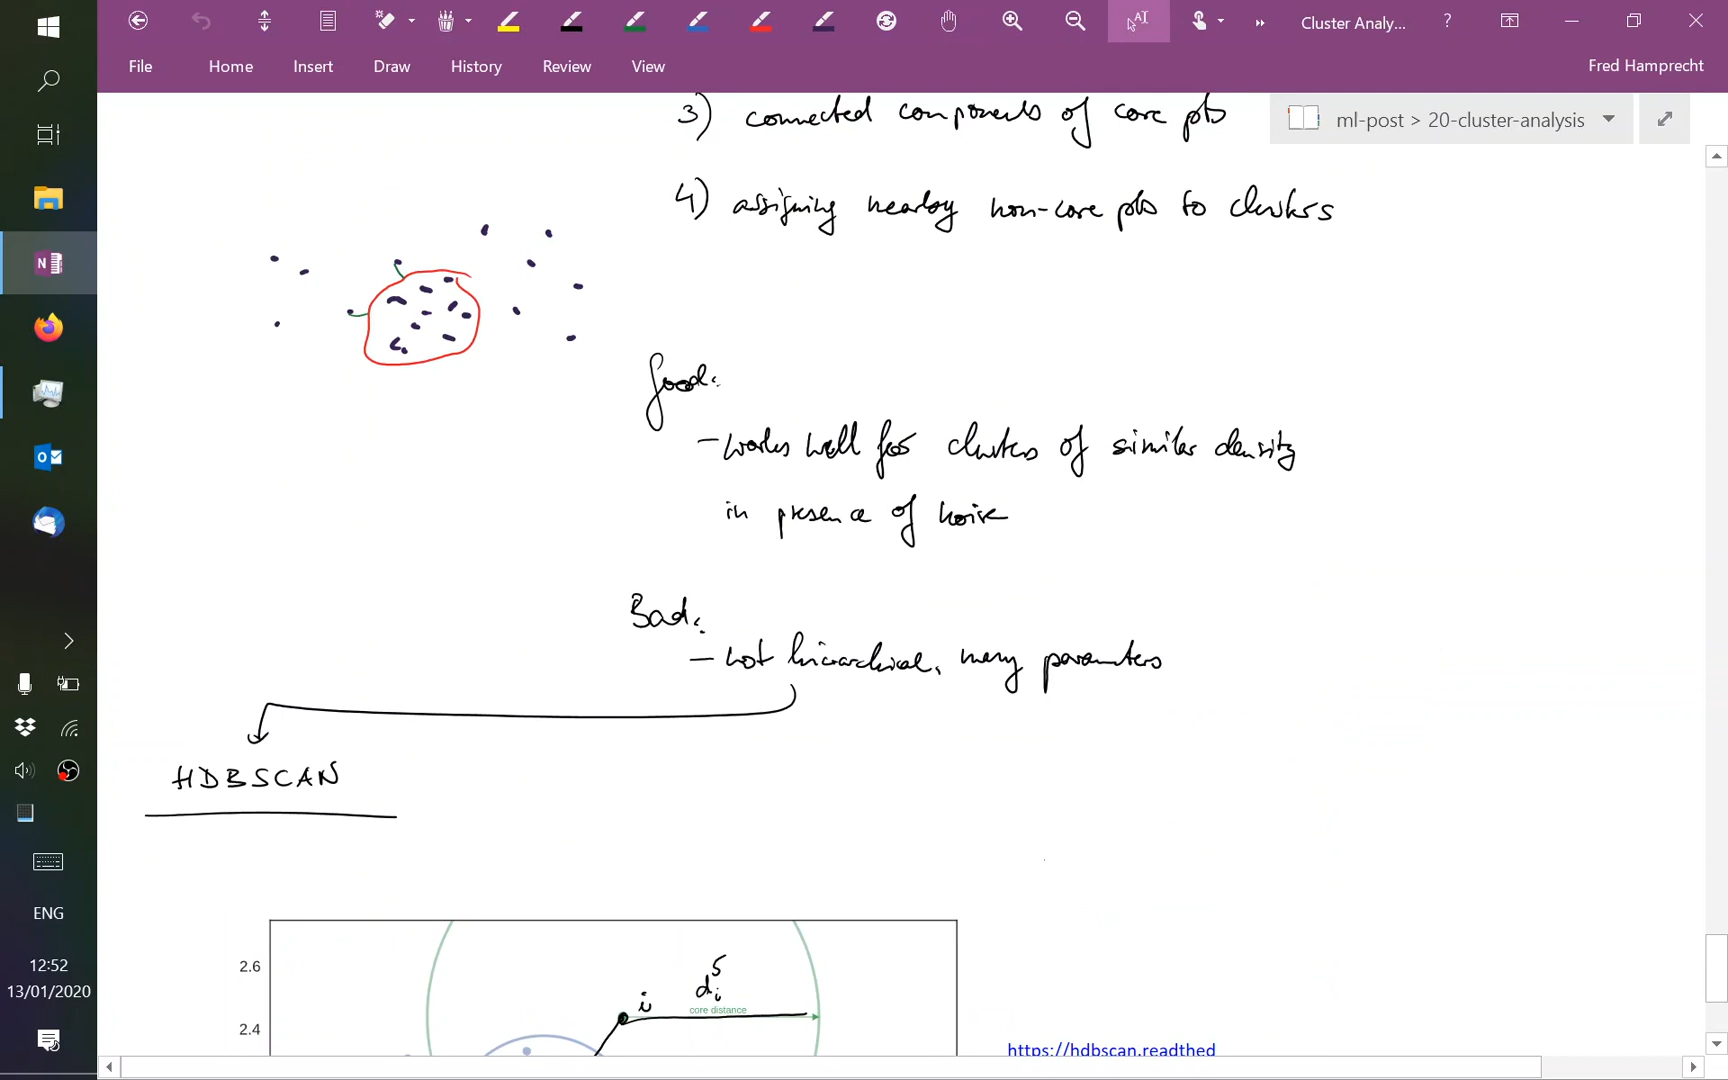 Cluster Analy...
?
File
Home
Insert
Draw
History
Review
View
Fred Hamprecht
ml-post > 20-cluster-analysis
3) connected components of core pts
4) assigning nearby non-core pts to clusters
Good:
- works well for clusters of similar density
in presence of noise
Bad:
- not hierarchical, many parameters
HDBSCAN
2.6
d_i^5
i
core distance
2.4
https://hdbscan.readthed
ENG
12:52
13/01/2020